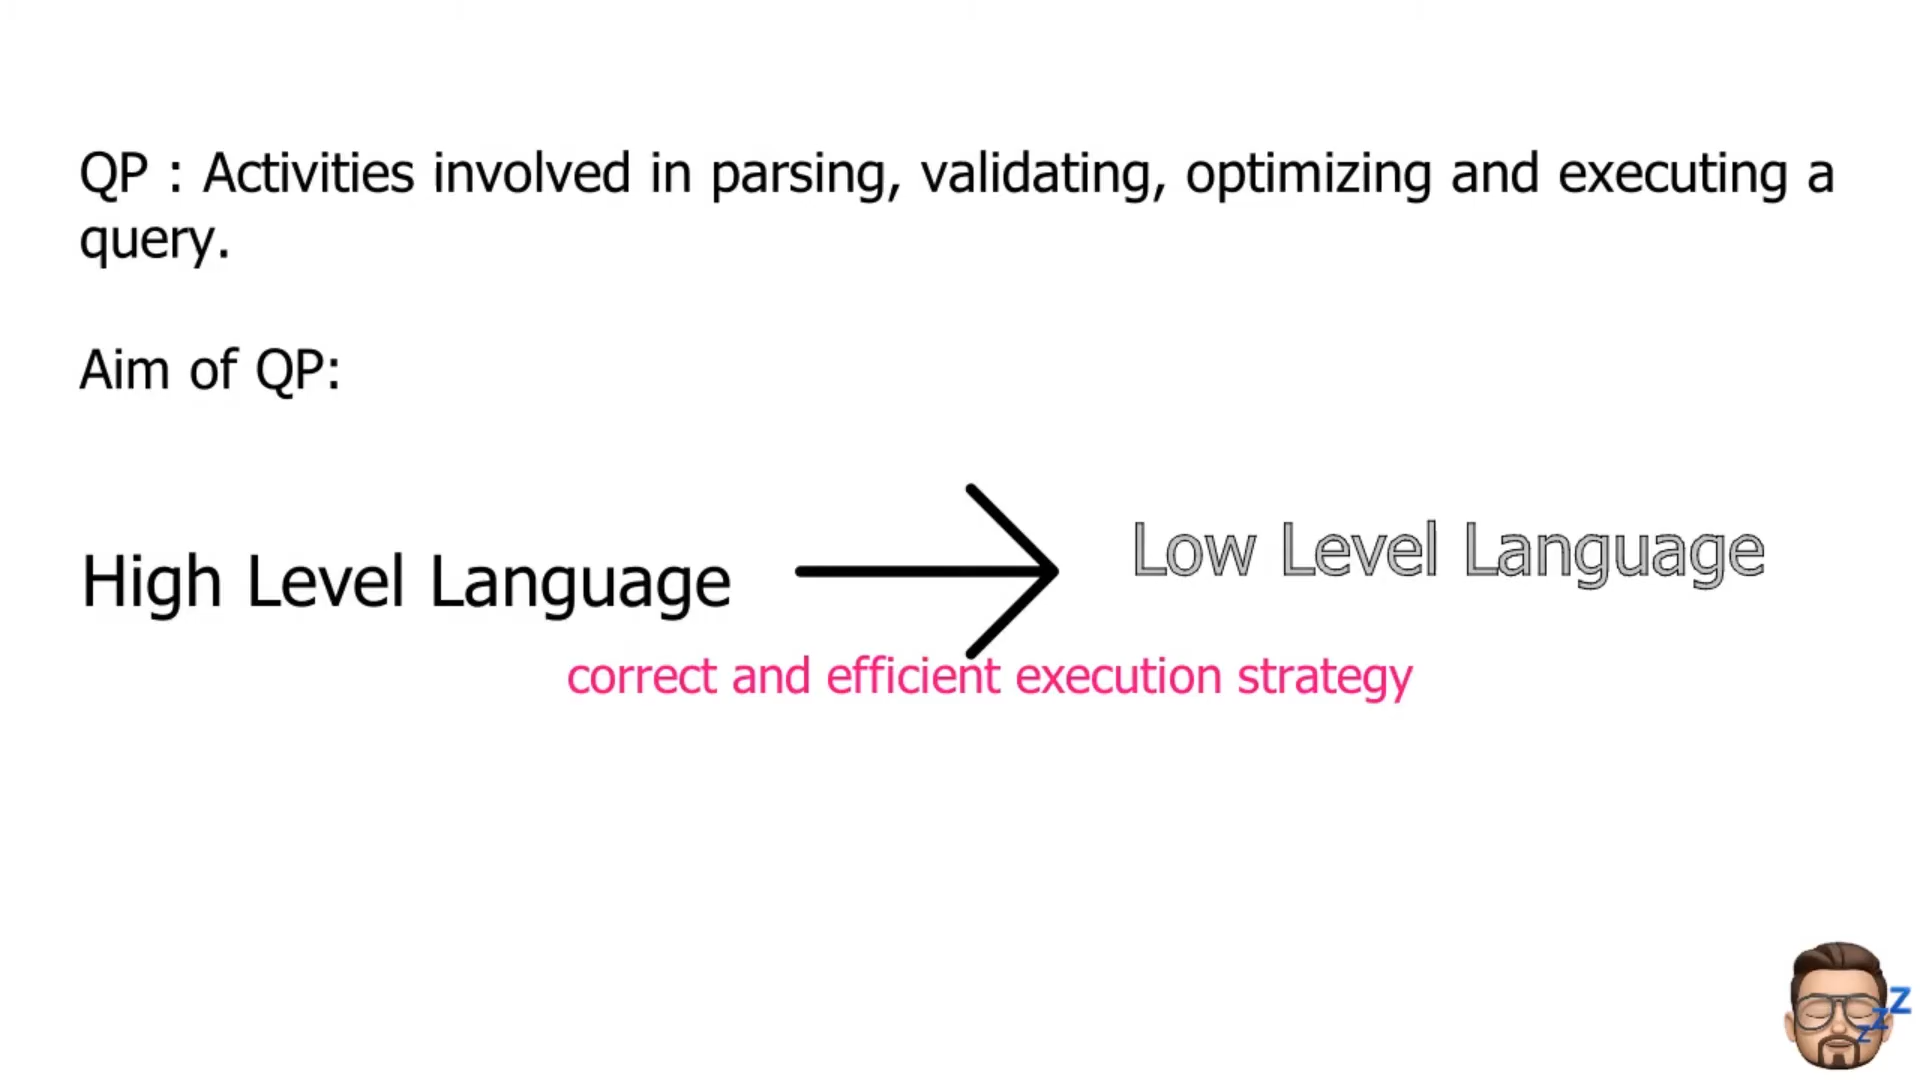 QP : Activities involved in parsing, validating, optimizing and executing a
query.
Aim of QP:
High Level Language
Low Level Language
correct and efficient execution strategy
z z Z